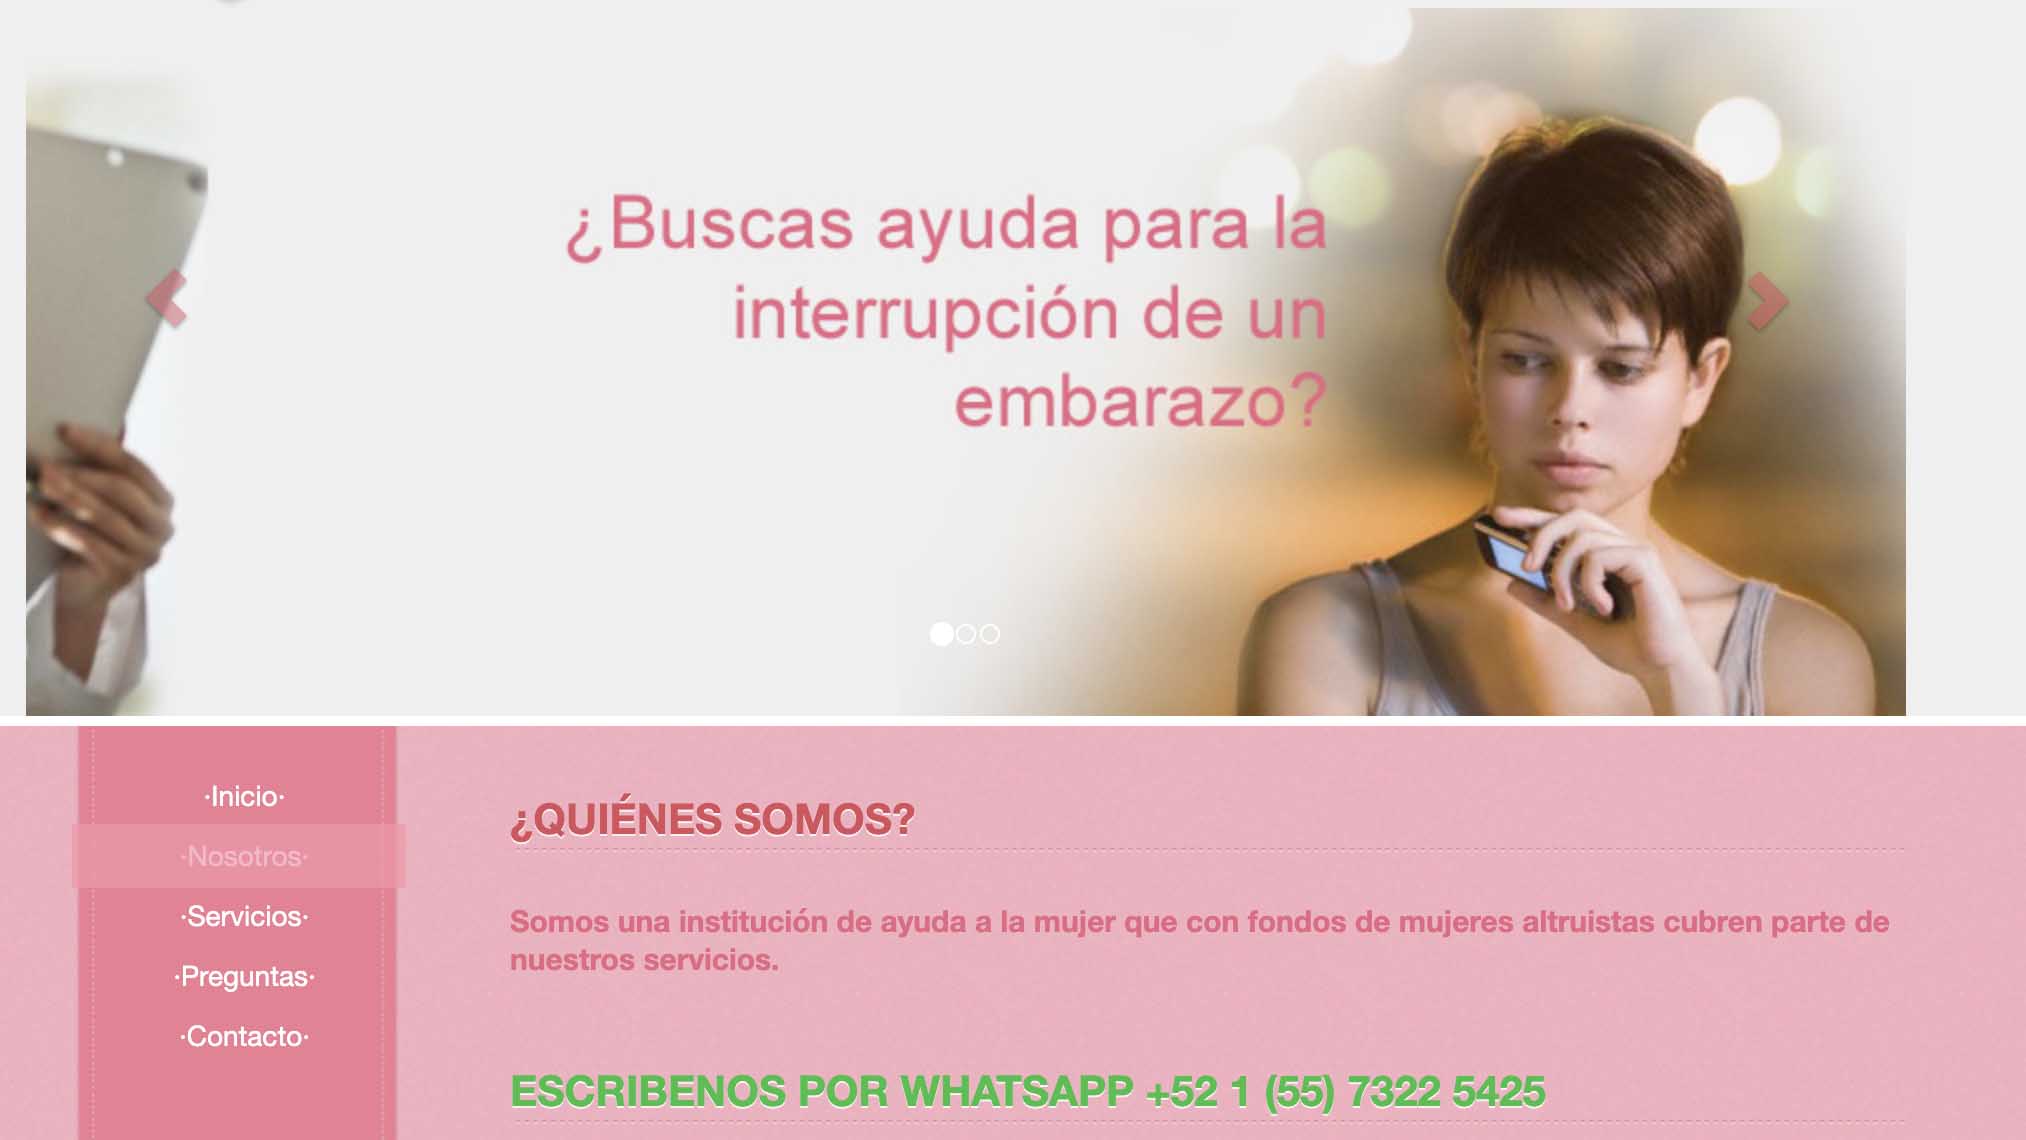 ¿Buscas ayuda para la
interrupción de un
embarazo?
·Inicio·
·Nosotros·
·Servicios·
·Preguntas·
·Contacto·
¿QUIÉNES SOMOS?
Somos una institución de ayuda a la mujer que con fondos de mujeres altruistas cubren parte de
nuestros servicios.
ESCRIBENOS POR WHATSAPP +52 1 (55) 7322 5425